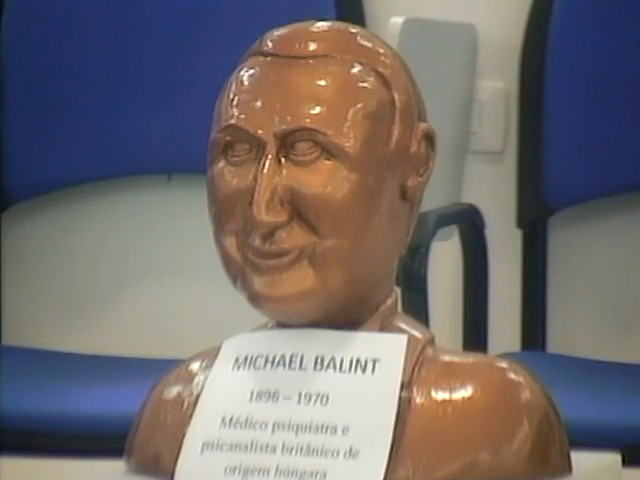 MICHAEL BALINT
1896 – 1970
Médico psiquiatra e
psicanalista britânico de
origem húngara